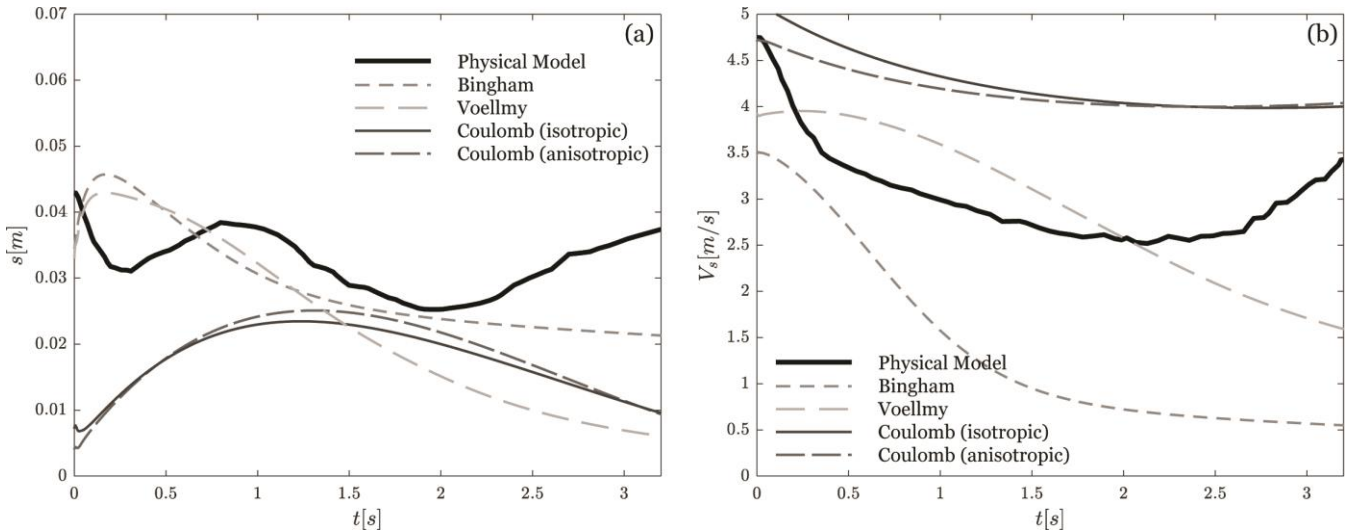 0.07
0.06
0.05
0.04
0.03
0.02
0.01
0
s[m]
(a)
Physical Model
Bingham
Voellmy
Coulomb (isotropic)
Coulomb (anisotropic)
0
0.5
1
1.5
2
2.5
3
t[s]
5
4.5
4
3.5
3
2.5
2
1.5
1
0.5
0
Vs[m/s]
(b)
Physical Model
Bingham
Voellmy
Coulomb (isotropic)
Coulomb (anisotropic)
0
0.5
1
1.5
2
2.5
3
t[s]